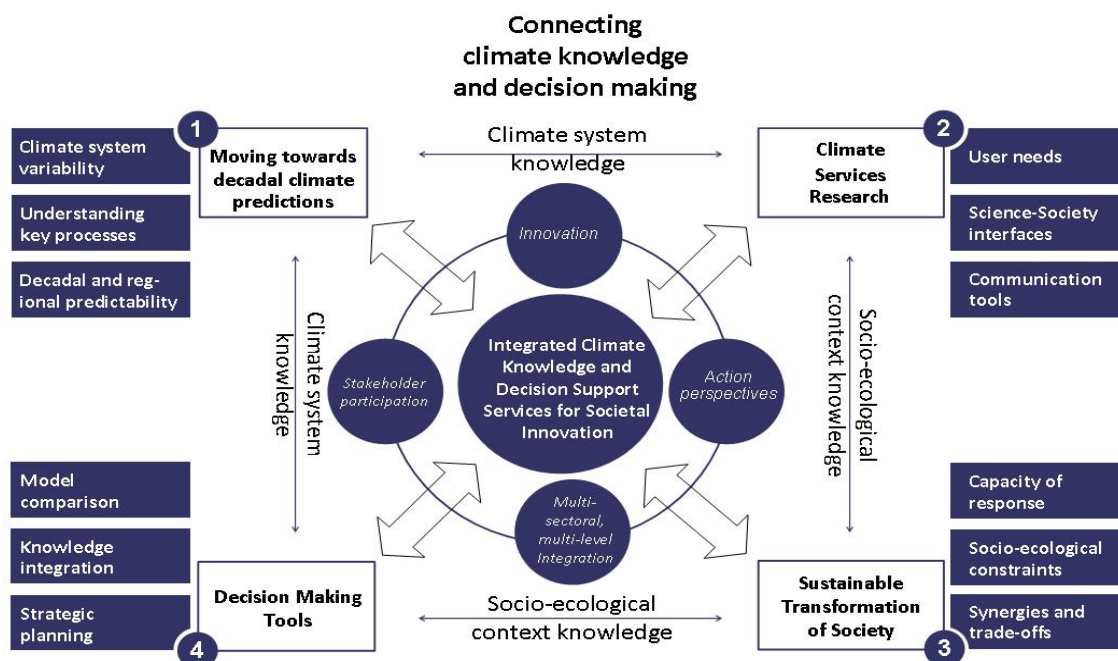 Connecting
climate knowledge
and decision making
1
Climate system
variability
Understanding
key processes
Decadal and reg-
ional predictability
Moving towards
decadal climate
predictions
Climate system
knowledge
2
Climate
Services
Research
User needs
Science-Society
interfaces
Communication
tools
Innovation
Climate system
knowledge
Stakeholder
participation
Integrated Climate
Knowledge and
Decision Support
Services for Societal
Innovation
Action
perspectives
Socio-ecological
context knowledge
Multi-
sectoral,
multi-level
Integration
Model
comparison
Knowledge
integration
Strategic
planning
4
Decision Making
Tools
Socio-ecological
context knowledge
Sustainable
Transformation
of Society
3
Capacity of
response
Socio-ecological
constraints
Synergies and
trade-offs